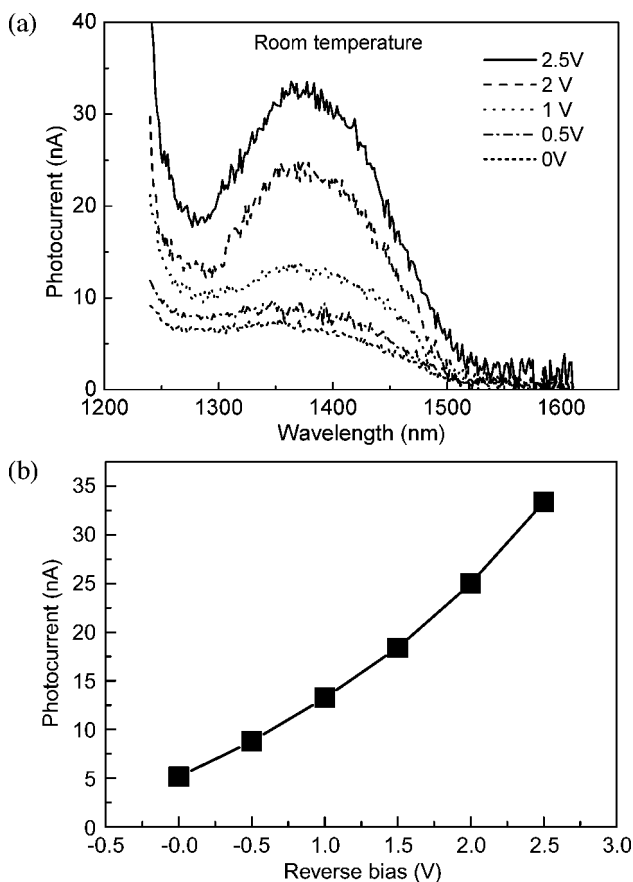 (a)
Room temperature
2.5V
2 V
1 V
0.5V
0V
Photocurrent (nA)
40
30
20
10
0
1200 1300 1400 1500 1600
Wavelength (nm)
(b)
Photocurrent (nA)
35
30
25
20
15
10
5
0
-0.5 -0.0 0.5 1.0 1.5 2.0 2.5 3.0
Reverse bias (V)